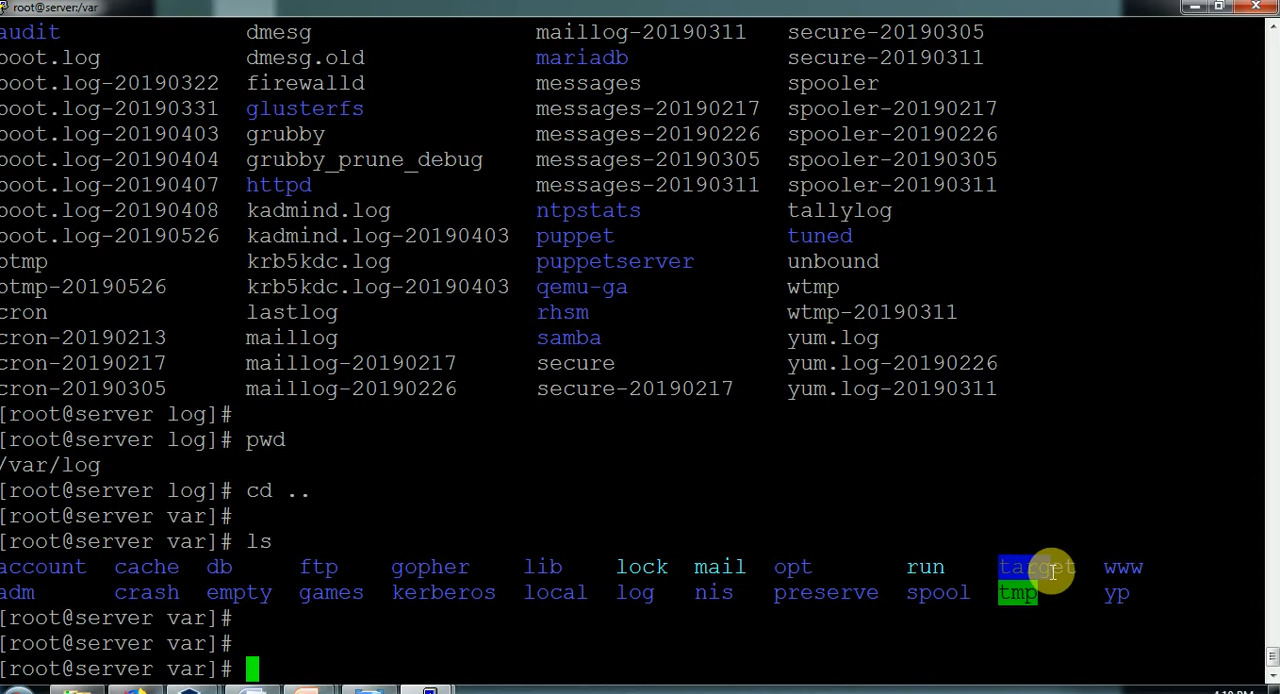 root@server:/var
audit dmesg maillog-20190311 secure-20190305
boot.log dmesg.old mariadb secure-20190311
boot.log-20190322 firewalld messages spooler
boot.log-20190331 glusterfs messages-20190217 spooler-20190217
boot.log-20190403 grubby messages-20190226 spooler-20190226
boot.log-20190404 grubby_prune_debug messages-20190305 spooler-20190305
boot.log-20190407 httpd messages-20190311 spooler-20190311
boot.log-20190408 kadmind.log ntpstats tallylog
boot.log-20190526 kadmind.log-20190403 puppet tuned
btmp krb5kdc.log puppetserver unbound
btmp-20190526 krb5kdc.log-20190403 qemu-ga wtmp
cron lastlog rhsm wtmp-20190311
cron-20190213 maillog samba yum.log
cron-20190217 maillog-20190217 secure yum.log-20190226
cron-20190305 maillog-20190226 secure-20190217 yum.log-20190311
[root@server log]#
[root@server log]# pwd
/var/log
[root@server log]# cd ..
[root@server var]#
[root@server var]# ls
account cache db ftp gopher lib lock mail opt run target www
adm crash empty games kerberos local log nis preserve spool tmp yp
[root@server var]#
[root@server var]#
[root@server var]#